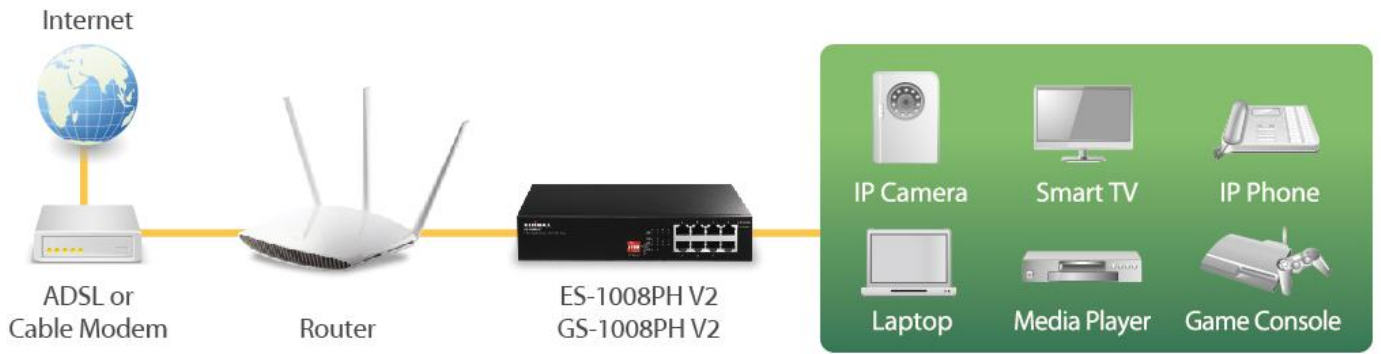 Internet
ADSL or
Cable Modem
Router
EDIMAX
ES-1008PH V2
GS-1008PH V2
IP Camera
Smart TV
IP Phone
Laptop
Media Player
Game Console